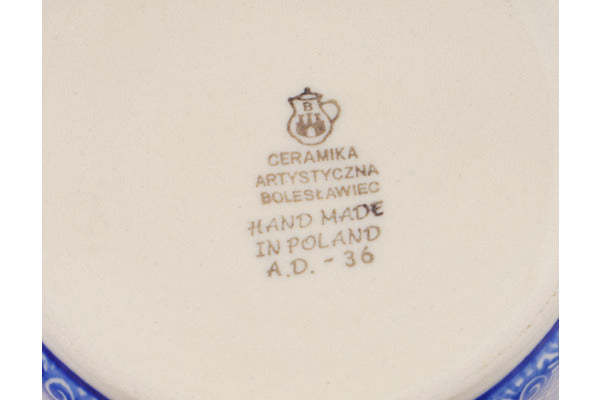 B
CERAMIKA
ARTYSTYCZNA
BOLESŁAWIEC
HAND MADE
IN POLAND
A.D. - 36